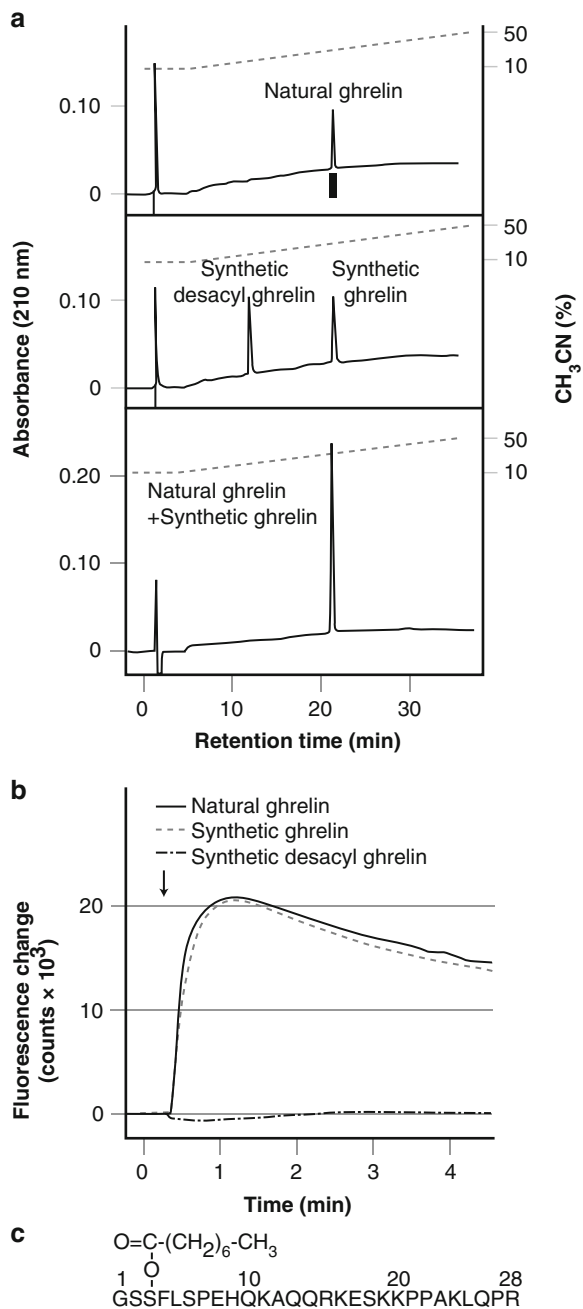 a
50
10
0.10
Natural ghrelin
0
50
10
Synthetic
desacyl ghrelin
Synthetic
ghrelin
0.10
0
Absorbance (210 nm)
CH3CN (%)
50
10
0.20
Natural ghrelin
+Synthetic ghrelin
0.10
0
0 10 20 30
Retention time (min)
b
Natural ghrelin
Synthetic ghrelin
Synthetic desacyl ghrelin
20
10
0
Fluorescence change
(counts × 10³)
0 1 2 3 4
Time (min)
c
O=C-(CH2)6-CH3
O
1 10 20 28
GSSFLSPEHQKAQQRKESKKPPAKLQPR